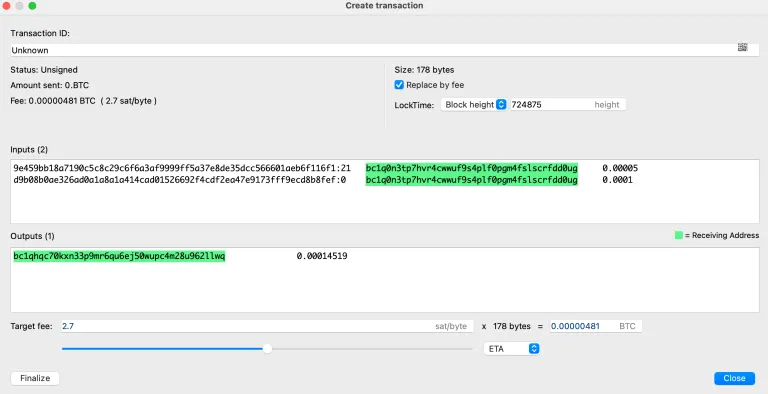 Create transaction
Transaction ID:
Unknown
Status: Unsigned
Size: 178 bytes
Amount sent: 0.BTC
Replace by fee
Fee: 0.00000481 BTC ( 2.7 sat/byte )
LockTime: Block height 724875 height
Inputs (2)
9e459bb18a7190c5c8c29c6f6a3af9999ff5a37e8de35dcc566601aeb6f116f1:21 bc1q0n3tp7hvr4cwwuf9s4plf0pgm4fslscrfdd0ug 0.00005
d9b08b0ae326ad0a1a8a1a414cad01526692f4cdf2ea47e9173fff9ecd8b8fef:0 bc1q0n3tp7hvr4cwwuf9s4plf0pgm4fslscrfdd0ug 0.0001
Outputs (1)
= Receiving Address
bc1qhqc70kxn33p9mr6qu6ej50wupc4m28u962llwq 0.00014519
Target fee: 2.7 sat/byte x 178 bytes = 0.00000481 BTC
ETA
Finalize
Close